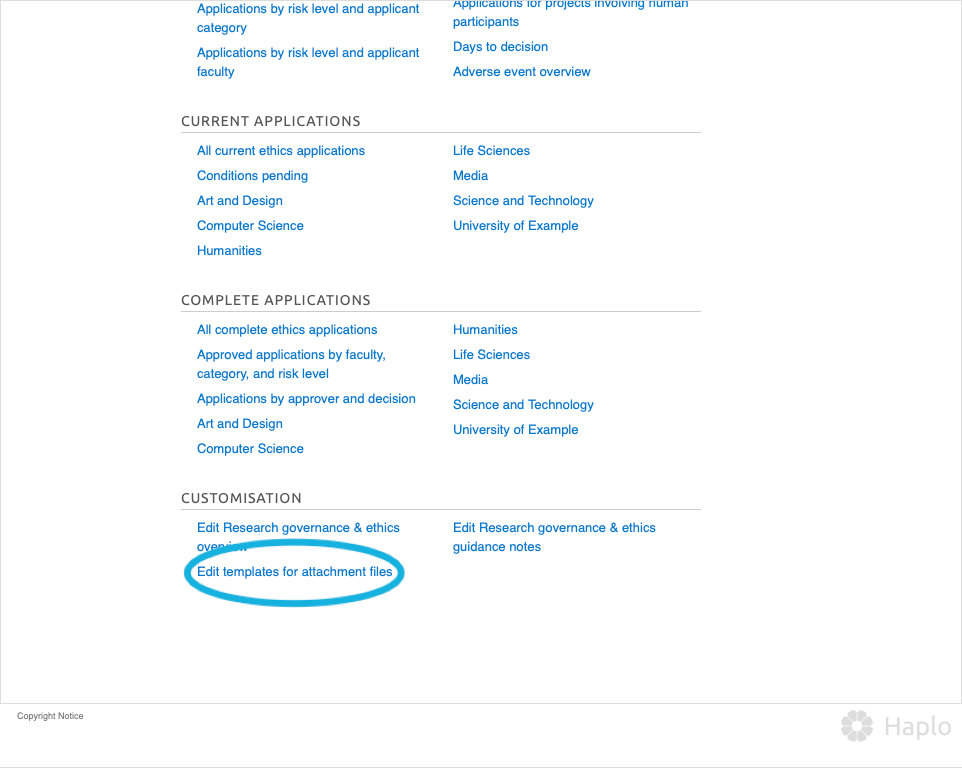 Applications by risk level and applicant
category
Applications by risk level and applicant
faculty
Applications for projects involving human
participants
Days to decision
Adverse event overview
CURRENT APPLICATIONS
All current ethics applications
Conditions pending
Art and Design
Computer Science
Humanities
Life Sciences
Media
Science and Technology
University of Example
COMPLETE APPLICATIONS
All complete ethics applications
Approved applications by faculty,
category, and risk level
Applications by approver and decision
Art and Design
Computer Science
Humanities
Life Sciences
Media
Science and Technology
University of Example
CUSTOMISATION
Edit Research governance & ethics
overview
Edit templates for attachment files
Edit Research governance & ethics
guidance notes
Copyright Notice
Haplo